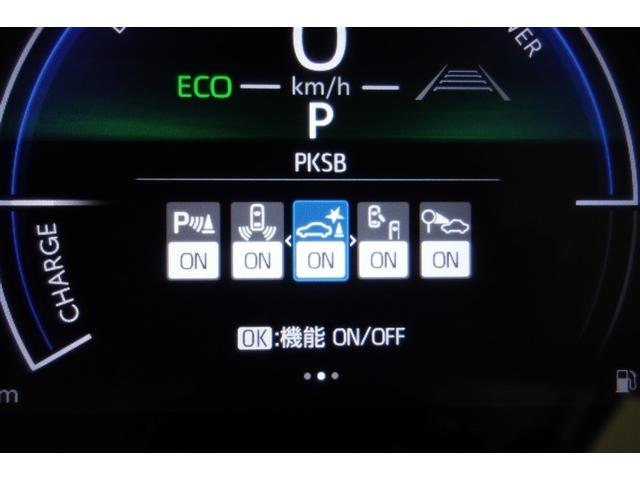 0
ECO
km/h
P
PKSB
P
ON ON ON ON ON
CHARGE
OK:機能 ON/OFF